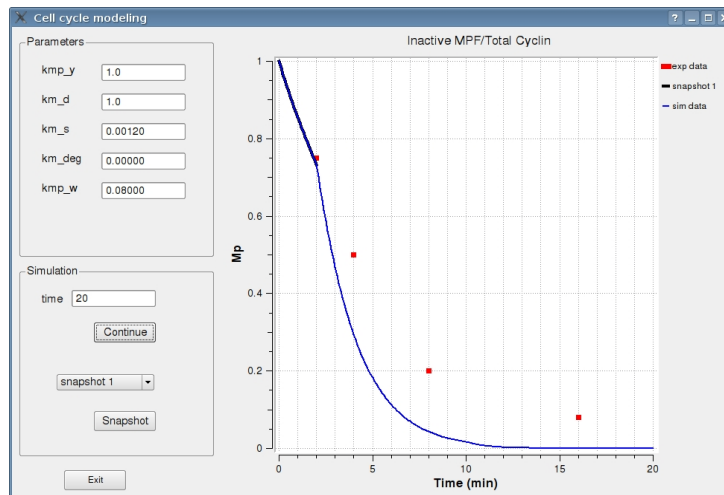 Cell cycle modeling
Parameters
kmp_y 1.0
km_d 1.0
km_s 0.00120
km_deg 0.00000
kmp_w 0.08000
Simulation
time 20
Continue
snapshot 1
Snapshot
Exit
Inactive MPF/Total Cyclin
1
0.8
0.6
0.4
0.2
0
Mp
0 5 10 15 20
Time (min)
exp data
snapshot 1
sim data